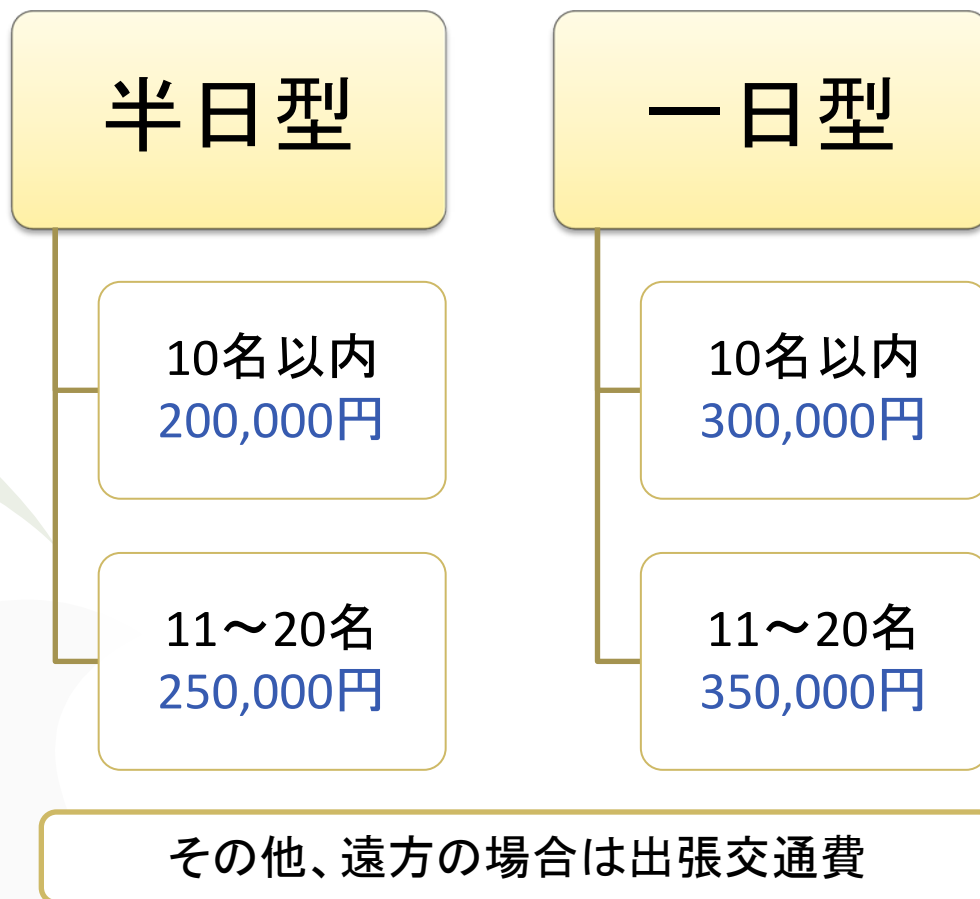 半日型
10名以内
200,000円
11～20名
250,000円
一日型
10名以内
300,000円
11～20名
350,000円
その他、遠方の場合は出張交通費